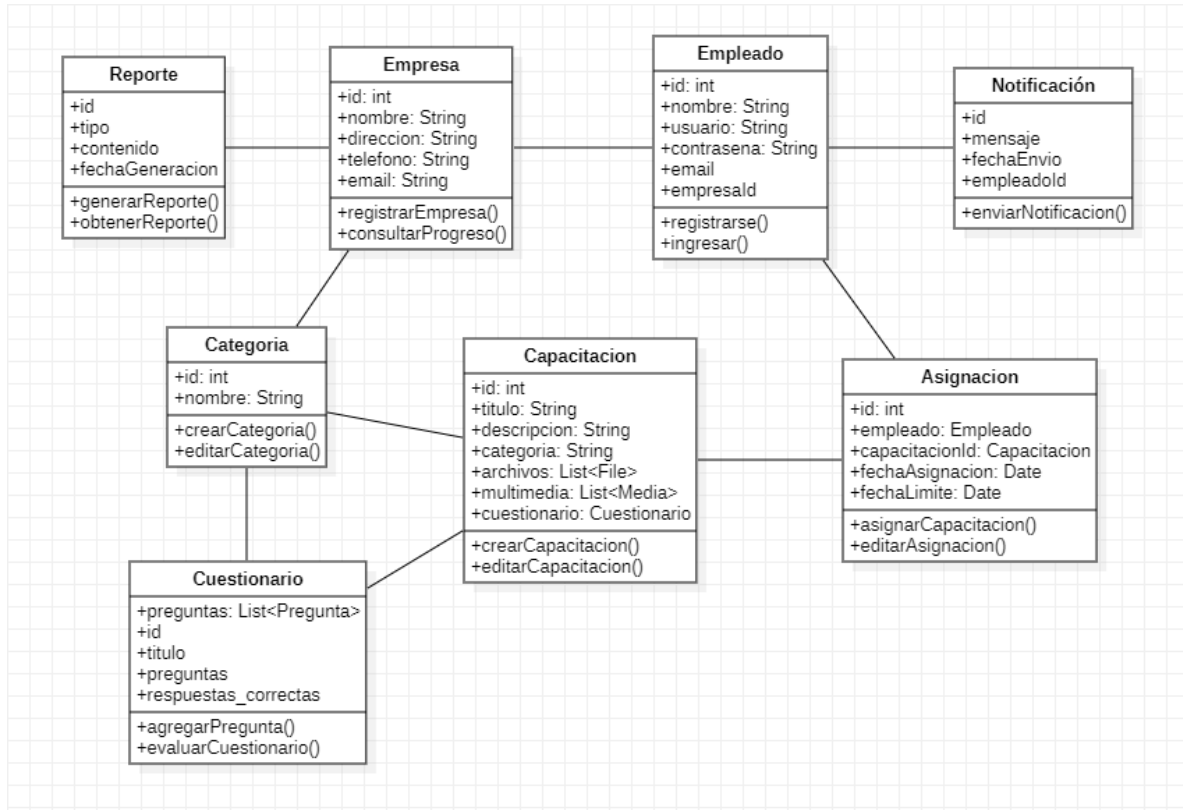 Reporte
+id
+tipo
+contenido
+fechaGeneracion
+generarReporte()
+obtenerReporte()
Empresa
+id: int
+nombre: String
+direccion: String
+telefono: String
+email: String
+registrarEmpresa()
+consultarProgreso()
Empleado
+id: int
+nombre: String
+usuario: String
+contrasena: String
+email
+empresaId
+registrarse()
+ingresar()
Notificación
+id
+mensaje
+fechaEnvio
+empleadoId
+enviarNotificacion()
Categoria
+id: int
+nombre: String
+crearCategoria()
+editarCategoria()
Capacitacion
+id: int
+titulo: String
+descripcion: String
+categoria: String
+archivos: List<File>
+multimedia: List<Media>
+cuestionario: Cuestionario
+crearCapacitacion()
+editarCapacitacion()
Asignacion
+id: int
+empleado: Empleado
+capacitacionId: Capacitacion
+fechaAsignacion: Date
+fechaLimite: Date
+asignarCapacitacion()
+editarAsignacion()
Cuestionario
+preguntas: List<Pregunta>
+id
+titulo
+preguntas
+respuestas_correctas
+agregarPregunta()
+evaluarCuestionario()